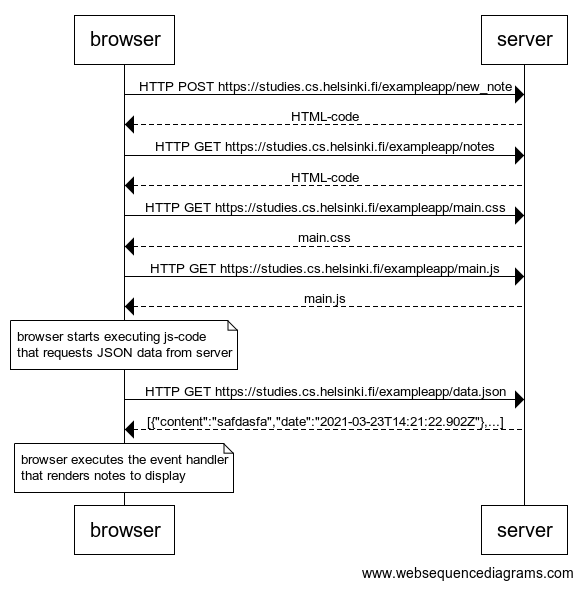 browser
server
HTTP POST https://studies.cs.helsinki.fi/exampleapp/new_note
HTML-code
HTTP GET https://studies.cs.helsinki.fi/exampleapp/notes
HTML-code
HTTP GET https://studies.cs.helsinki.fi/exampleapp/main.css
main.css
HTTP GET https://studies.cs.helsinki.fi/exampleapp/main.js
main.js
browser starts executing js-code
that requests JSON data from server
HTTP GET https://studies.cs.helsinki.fi/exampleapp/data.json
[{"content":"safdasfa","date":"2021-03-23T14:21:22.902Z"},...]
browser executes the event handler
that renders notes to display
browser
server
www.websequencediagrams.com